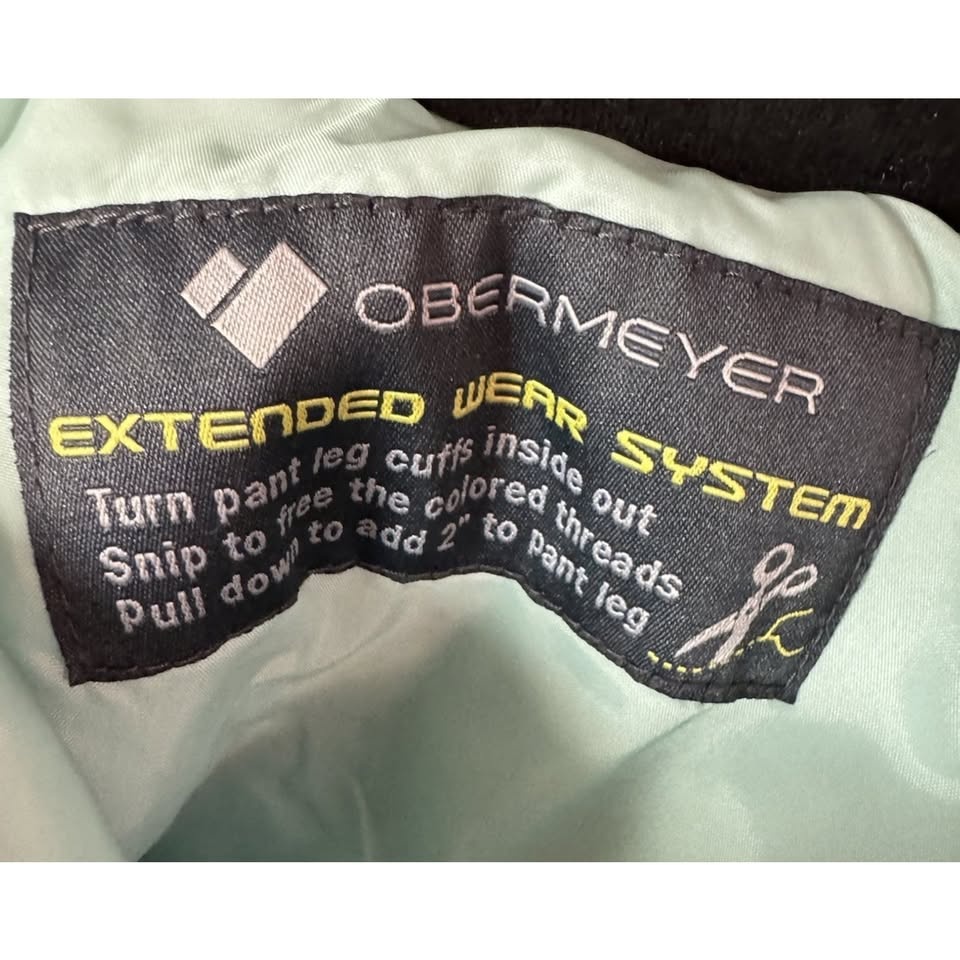 OBERMEYER
EXTENDED WEAR SYSTEM
Turn pant leg cuffs inside out
Snip to free the colored threads
Pull down to add 2" to pant leg